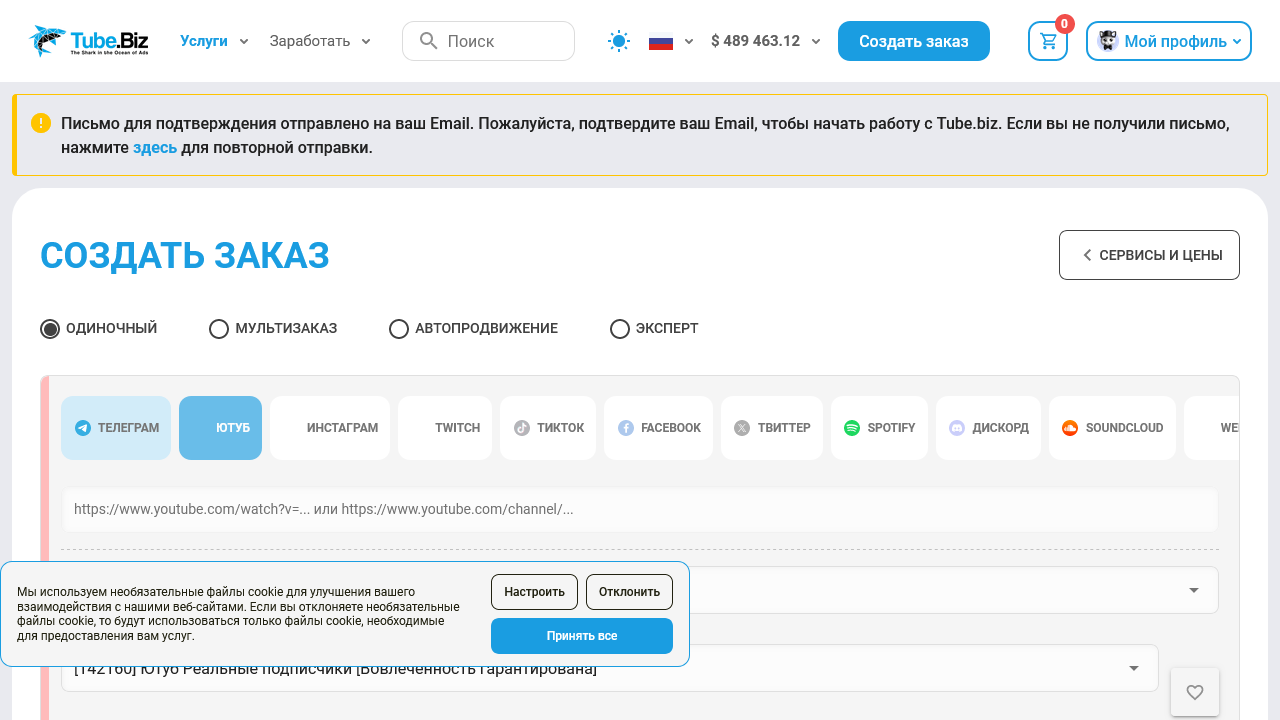 Tube.Biz
The Shark in the Ocean of Ads
Услуги
Заработать
Поиск
$ 489 463.12
Создать заказ
0
Мой профиль
Письмо для подтверждения отправлено на ваш Email. Пожалуйста, подтвердите ваш Email, чтобы начать работу с Tube.biz. Если вы не получили письмо,
нажмите здесь для повторной отправки.
СОЗДАТЬ ЗАКАЗ
СЕРВИСЫ И ЦЕНЫ
ОДИНОЧНЫЙ
МУЛЬТИЗАКАЗ
АВТОПРОДВИЖЕНИЕ
ЭКСПЕРТ
ТЕЛЕГРАМ
ЮТУБ
ИНСТАГРАМ
TWITCH
ТИКТОК
FACEBOOK
ТВИТТЕР
SPOTIFY
ДИСКОРД
SOUNDCLOUD
https://www.youtube.com/watch?v=... или https://www.youtube.com/channel/...
Мы используем необязательные файлы cookie для улучшения вашего
взаимодействия с нашими веб-сайтами. Если вы отклоняете необязательные
файлы cookie, то будут использоваться только файлы cookie, необходимые
для предоставления вам услуг.
Настроить
Отклонить
Принять все
[142160] Ютуб Реальные подписчики [Вовлеченность Гарантирована]